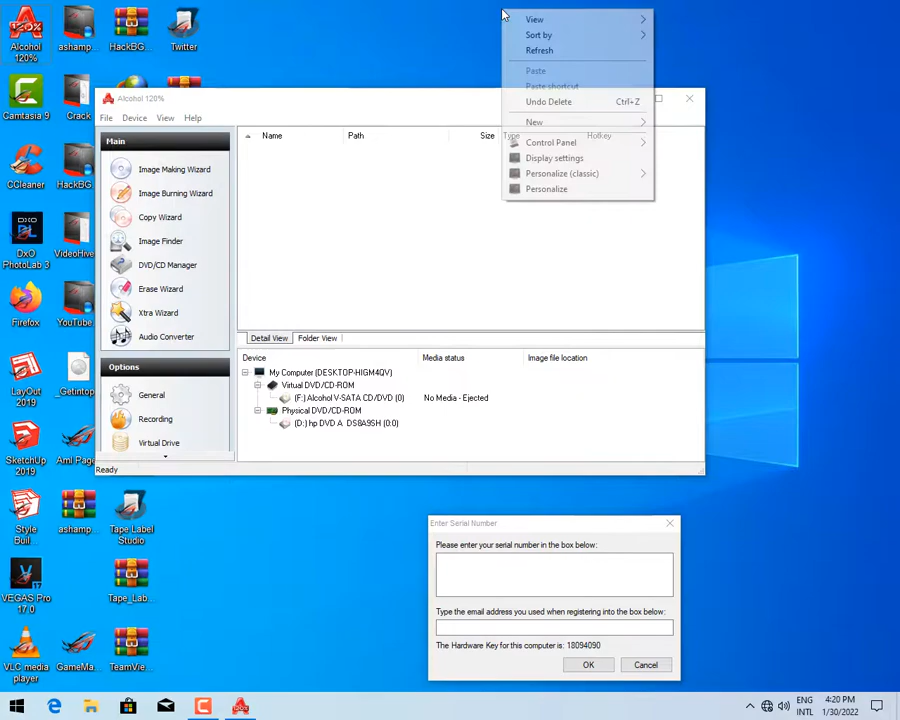 Alcohol 120%
ashamp...
HackBG...
Twitter
Camtasia 9
Crack
CCleaner
HackBG...
DxO PhotoLab 3
VideoHive
Firefox
YouTube
LayOut 2019
_Getintop
SketchUp 2019
Aml Page
Style Buil...
ashamp...
Tape Label Studio
VEGAS Pro 17 0
Tape_Lab...
VLC media player
GameMa...
TeamVie...
View
Sort by
Refresh
Paste
Paste shortcut
Undo Delete Ctrl+Z
New
Control Panel
Display settings
Personalize (classic)
Personalize
Alcohol 120%
File Device View Help
Main
Image Making Wizard
Image Burning Wizard
Copy Wizard
Image Finder
DVD/CD Manager
Erase Wizard
Xtra Wizard
Audio Converter
Options
General
Recording
Virtual Drive
Ready
Name Path Size Type Hotkey
Detail View Folder View
Device Media status Image file location
My Computer (DESKTOP-HIGM4QV)
Virtual DVD/CD-ROM
(F:) Alcohol V-SATA CD/DVD (0) No Media - Ejected
Physical DVD/CD-ROM
(D:) hp DVD A DS8A9SH (0:0)
Enter Serial Number
Please enter your serial number in the box below:
Type the email address you used when registering into the box below:
The Hardware Key for this computer is: 18094090
OK Cancel
ENG
INTL
4:20 PM
1/30/2022